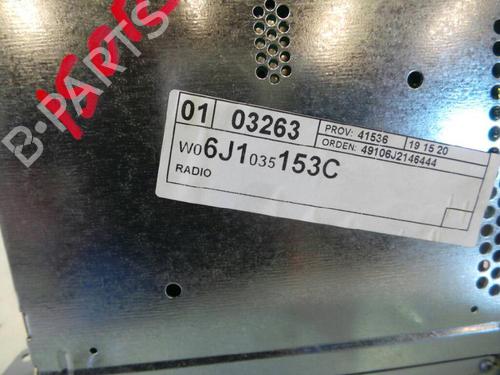 B-PARTS
01 03263 PROV: 41536 19 15 20
ORDEN: 49106J2146444
W06J1035153C
RADIO